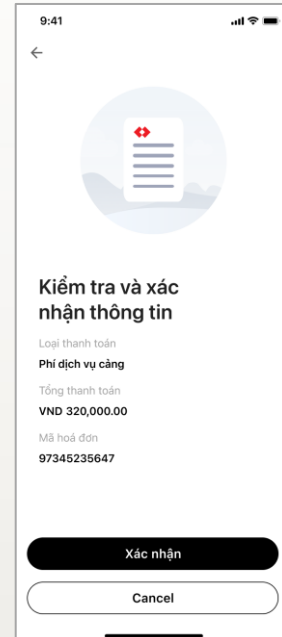 9:41
Kiểm tra và xác
nhận thông tin
Loại thanh toán
Phí dịch vụ cảng
Tổng thanh toán
VND 320,000.00
Mã hoá đơn
97345235647
Xác nhận
Cancel